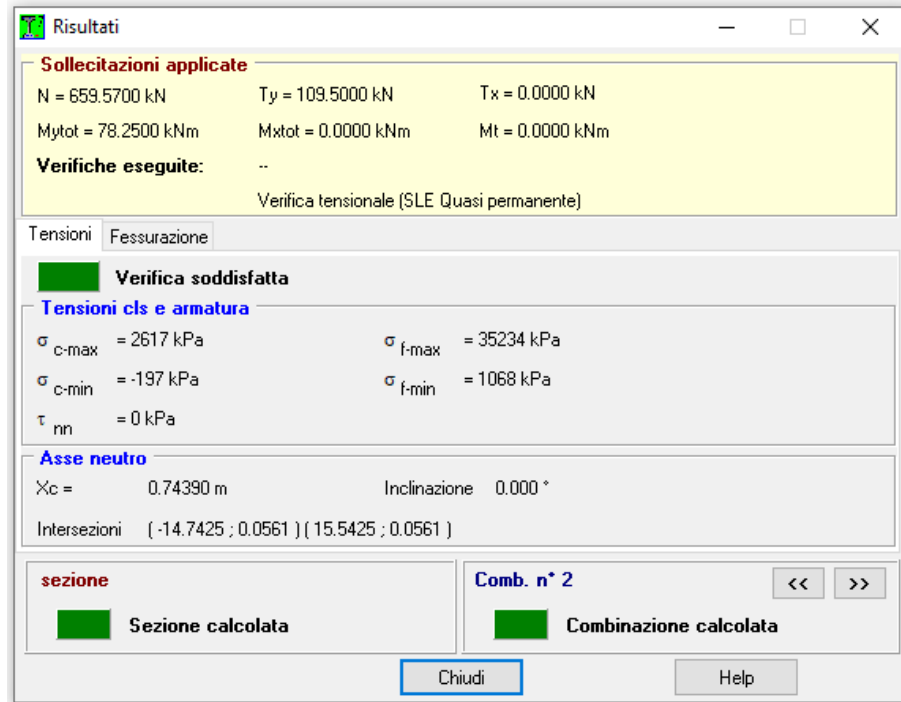 Risultati
Sollecitazioni applicate
N = 659.5700 kN Ty = 109.5000 kN Tx = 0.0000 kN
Mytot = 78.2500 kNm Mxtot = 0.0000 kNm Mt = 0.0000 kNm
Verifiche eseguite: --
Verifica tensionale (SLE Quasi permanente)
Tensioni Fessurazione
Verifica soddisfatta
Tensioni cls e armatura
σ c-max = 2617 kPa σ f-max = 35234 kPa
σ c-min = -197 kPa σ f-min = 1068 kPa
τ nn = 0 kPa
Asse neutro
Xc = 0.74390 m Inclinazione 0.000 °
Intersezioni ( -14.7425 ; 0.0561 ) ( 15.5425 ; 0.0561 )
sezione Comb. n° 2 << >>
Sezione calcolata Combinazione calcolata
Chiudi Help